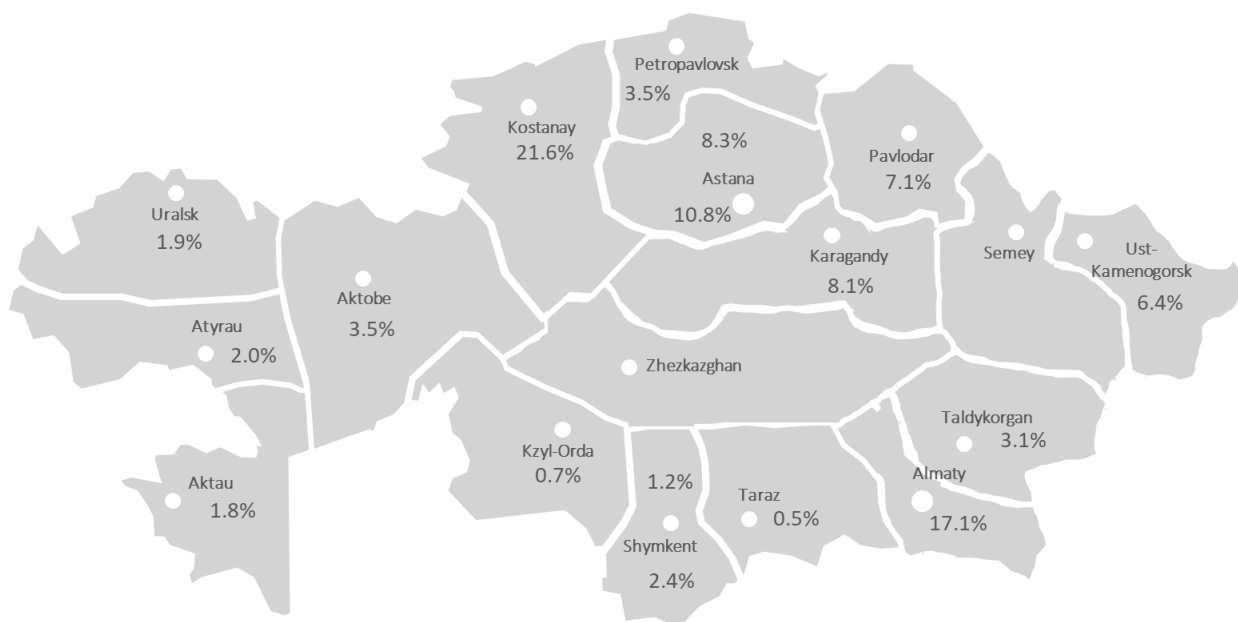 Petropavlovsk
3.5%
Kostanay
21.6%
8.3%
Astana
10.8%
Pavlodar
7.1%
Uralsk
1.9%
Karagandy
8.1%
Semey
Ust-
Kamenogorsk
6.4%
Aktobe
3.5%
Atyrau
2.0%
Zhezkazghan
Taldykorgan
3.1%
Kzyl-Orda
0.7%
1.2%
Shymkent
2.4%
Taraz
0.5%
Almaty
17.1%
Aktau
1.8%